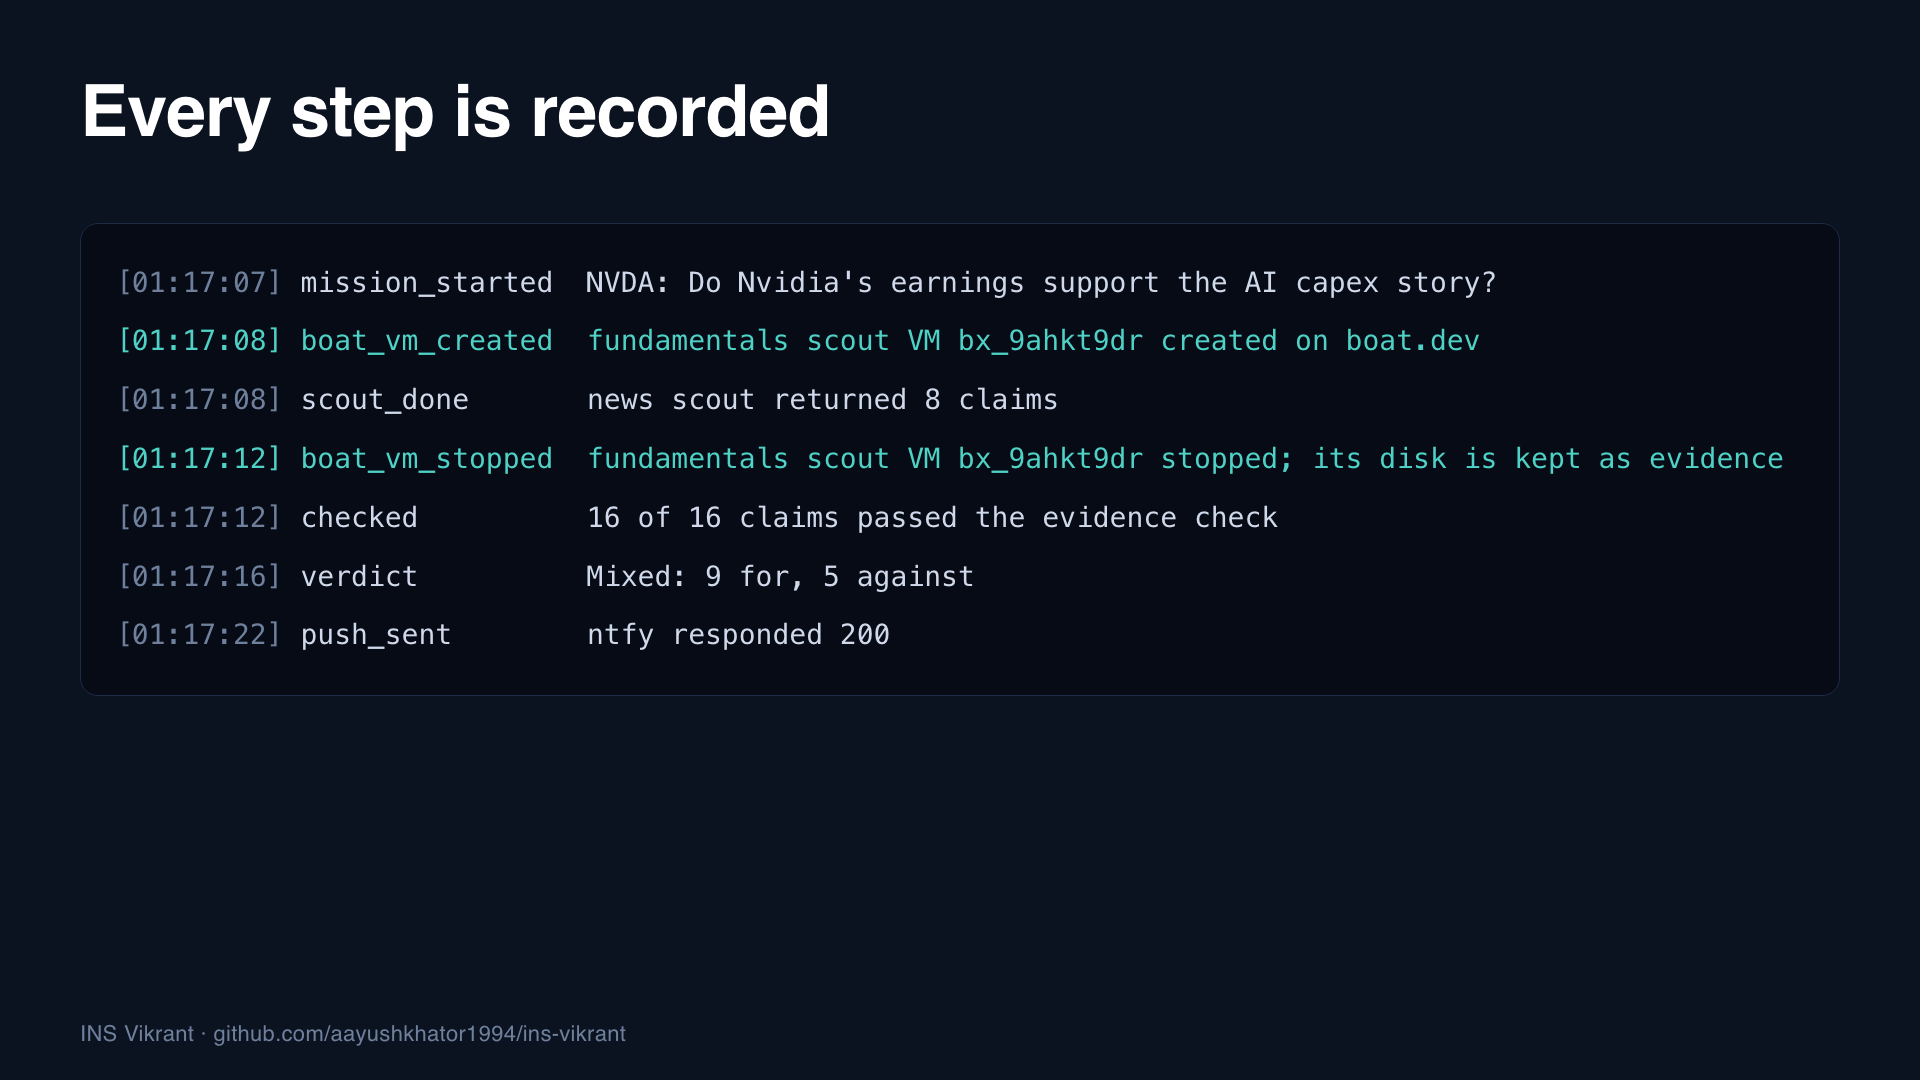 Every step is recorded
[01:17:07] mission_started  NVDA: Do Nvidia's earnings support the AI capex story?
[01:17:08] boat_vm_created  fundamentals scout VM bx_9ahkt9dr created on boat.dev
[01:17:08] scout_done       news scout returned 8 claims
[01:17:12] boat_vm_stopped  fundamentals scout VM bx_9ahkt9dr stopped; its disk is kept as evidence
[01:17:12] checked          16 of 16 claims passed the evidence check
[01:17:16] verdict          Mixed: 9 for, 5 against
[01:17:22] push_sent        ntfy responded 200
INS Vikrant · github.com/aayushkhator1994/ins-vikrant